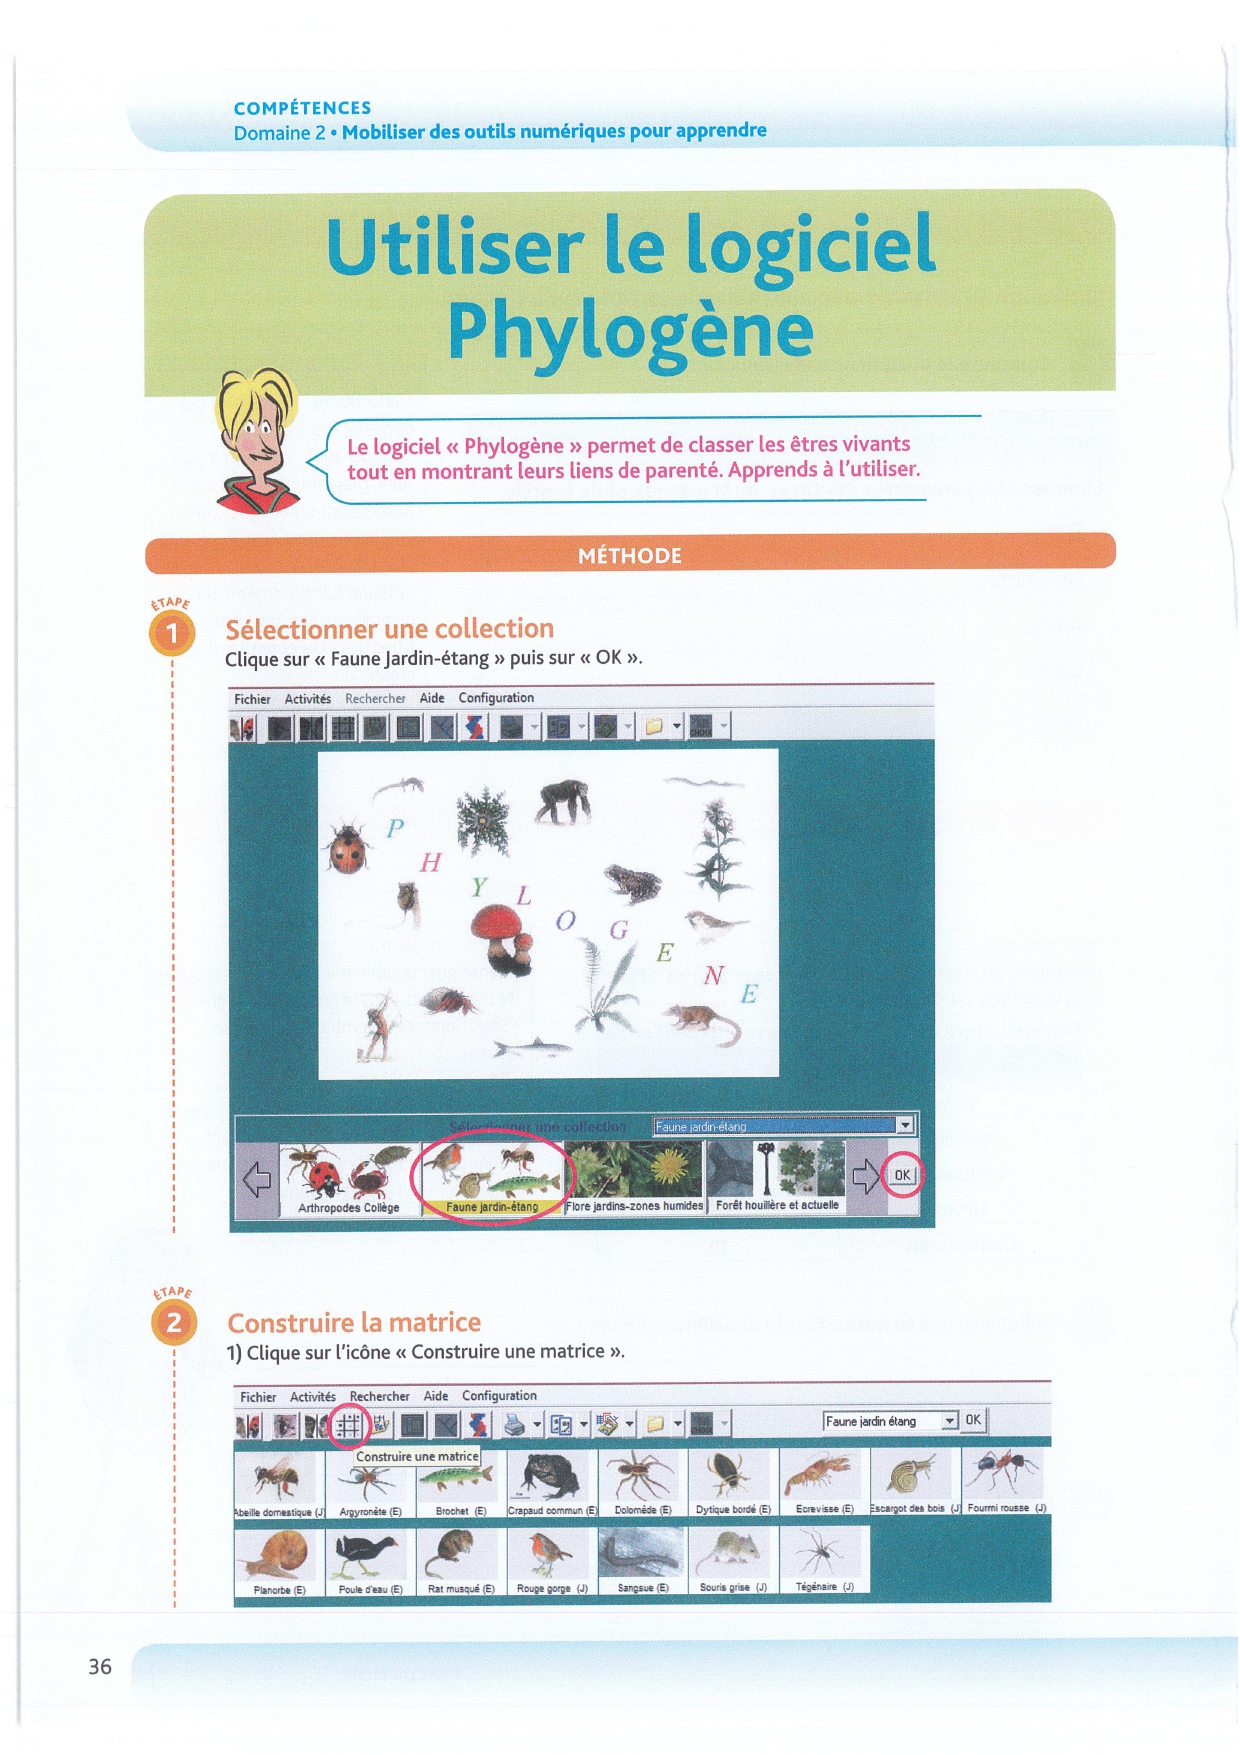 COMPÉTENCES
Domaine 2 • Mobiliser des outils numériques pour apprendre
Utiliser le logiciel
Phylogène
Le logiciel « Phylogène » permet de classer les êtres vivants
tout en montrant leurs liens de parenté. Apprends à l'utiliser.
MÉTHODE
ÉTAPE
1
Sélectionner une collection
Clique sur « Faune Jardin-étang » puis sur « OK ».
Fichier Activités Rechercher Aide Configuration
CHOIX
P
H
Y
L
O
G
E
N
E
Sélectionner une collection
Faune jardin-étang
OK
Arthropodes Collège
Faune jardin-étang
Flore jardins-zones humides
Forêt houillère et actuelle
ÉTAPE
2
Construire la matrice
1) Clique sur l'icône « Construire une matrice ».
Fichier Activités Rechercher Aide Configuration
Faune jardin étang OK
Construire une matrice
Abeille domestique (J) Argyronète (E) Brochet (E) Crapaud commun (E) Dolomède (E) Dytique bordé (E) Ecrevisse (E) Escargot des bois (J) Fourmi rousse (J)
Planorbe (E) Poule d'eau (E) Rat musqué (E) Rouge gorge (J) Sangsue (E) Souris grise (J) Tégénaire (J)
36